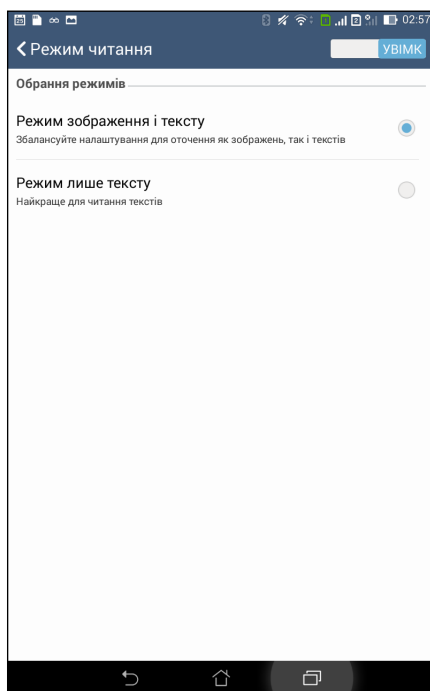 02:57
Режим читання
УВІМК
Обрання режимів
Режим зображення і тексту
Збалансуйте налаштування для оточення як зображень, так і текстів
Режим лише тексту
Найкраще для читання текстів